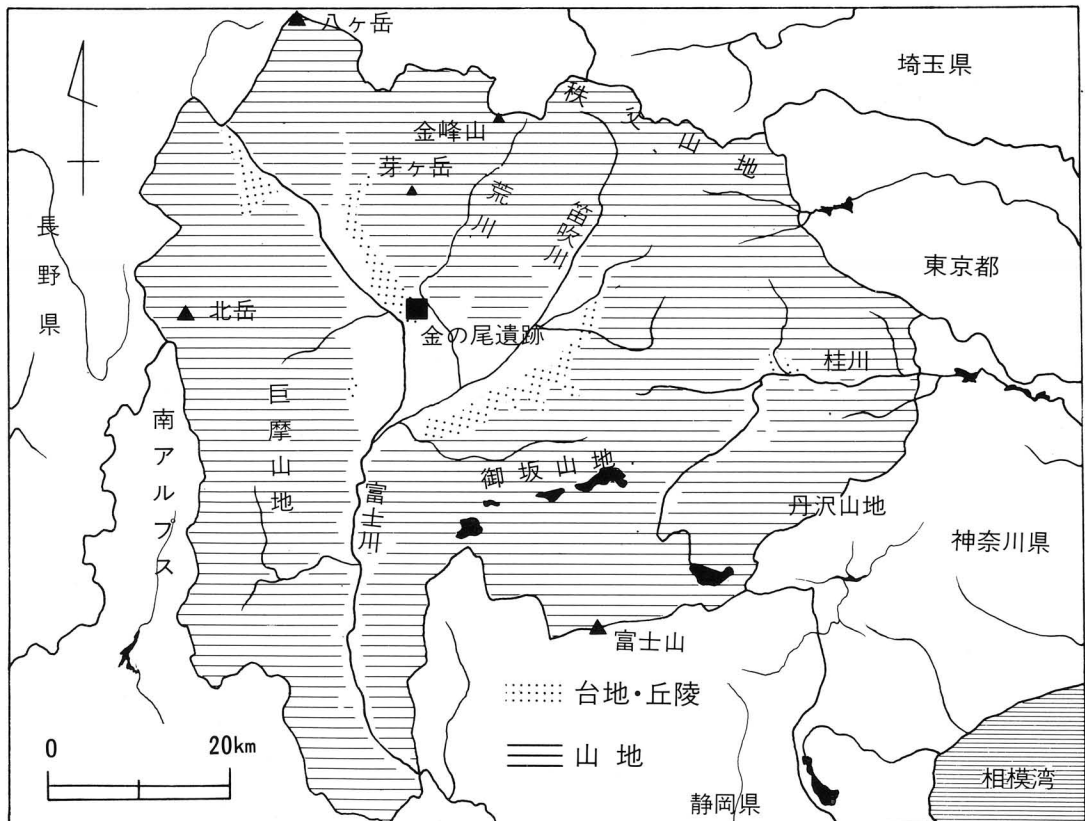 八ヶ岳
埼玉県
秩父山地
金峰山
芽ヶ岳
荒川
笛吹川
長野県
東京都
北岳
金の尾遺跡
桂川
巨摩山地
南アルプス
御坂山地
富士川
丹沢山地
神奈川県
富士山
台地・丘陵
0 20km
山地
相模湾
静岡県